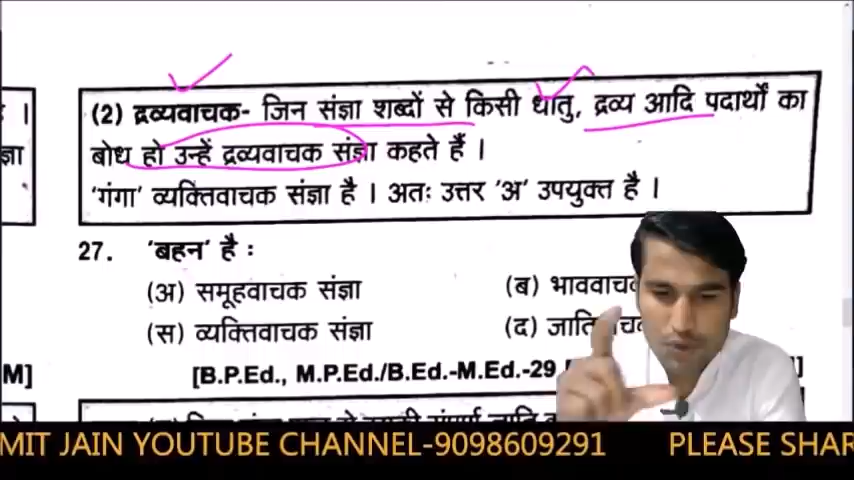 (2) द्रव्यवाचक- जिन संज्ञा शब्दों से किसी धातु, द्रव्य आदि पदार्थों का
बोध हो उन्हें द्रव्यवाचक संज्ञा कहते हैं ।
'गंगा' व्यक्तिवाचक संज्ञा है । अतः उत्तर 'अ' उपयुक्त है ।
27. 'बहन' है :
(अ) समूहवाचक संज्ञा (ब)
(स) व्यक्तिवाचक संज्ञा (द)
M] [B.P.Ed., M.P.Ed./B.Ed.-M.Ed.-29
MIT JAIN YOUTUBE CHANNEL-9098609291 PLEASE SHAR